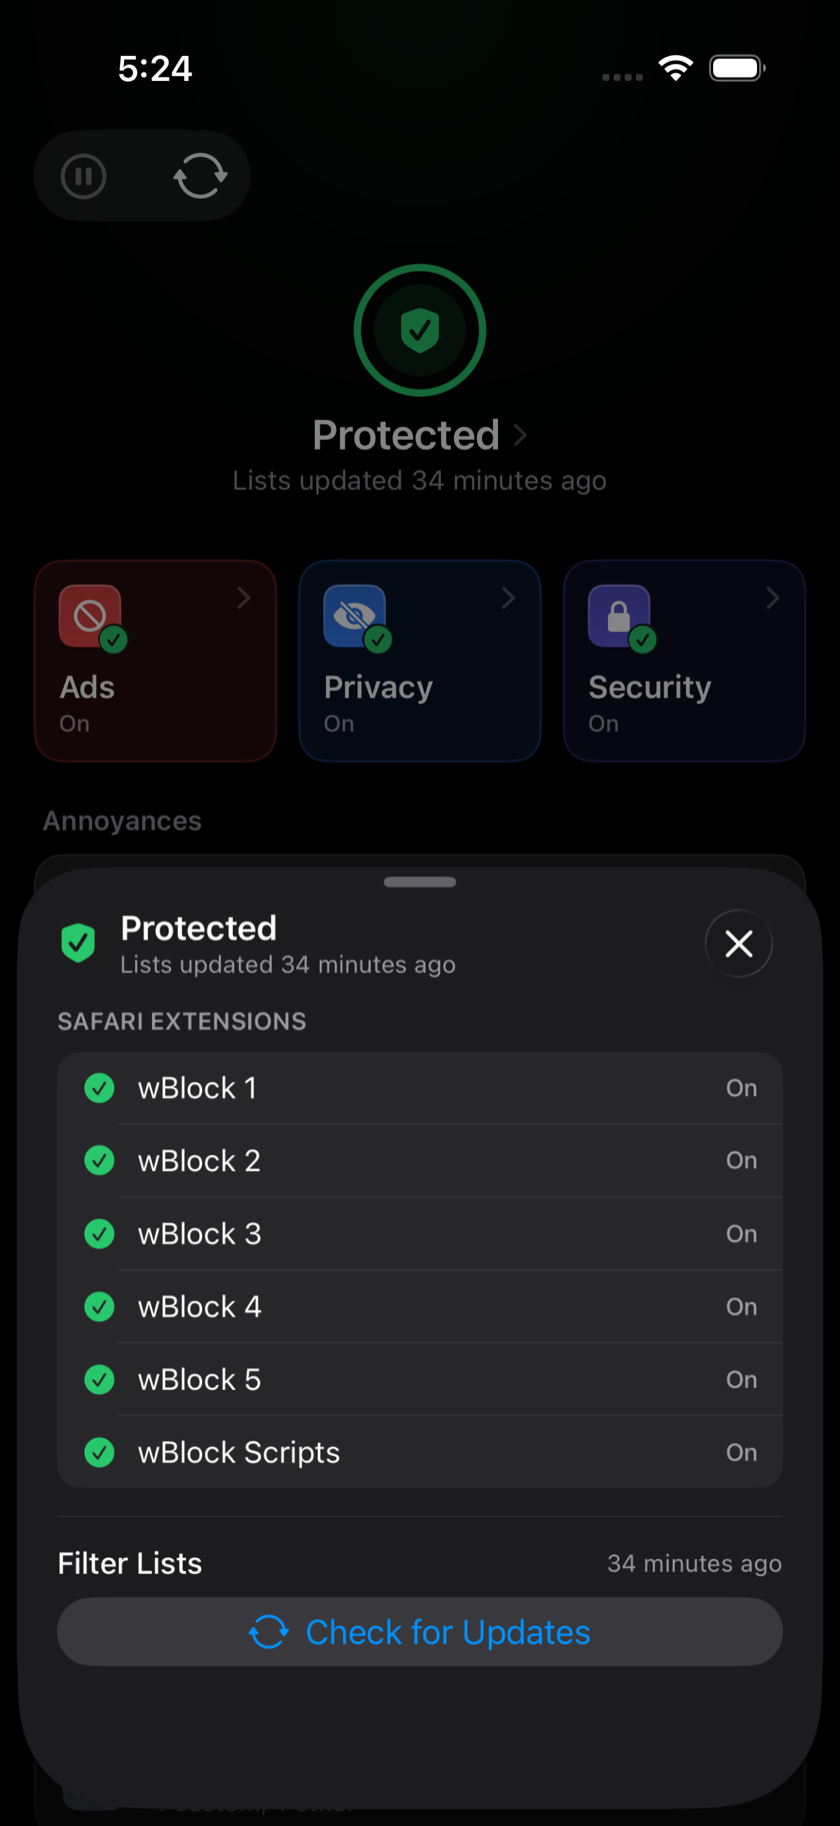 5:24
Protected
Lists updated 34 minutes ago
Ads
On
Privacy
On
Security
On
Annoyances
Protected
Lists updated 34 minutes ago
SAFARI EXTENSIONS
wBlock 1 On
wBlock 2 On
wBlock 3 On
wBlock 4 On
wBlock 5 On
wBlock Scripts On
Filter Lists 34 minutes ago
Check for Updates